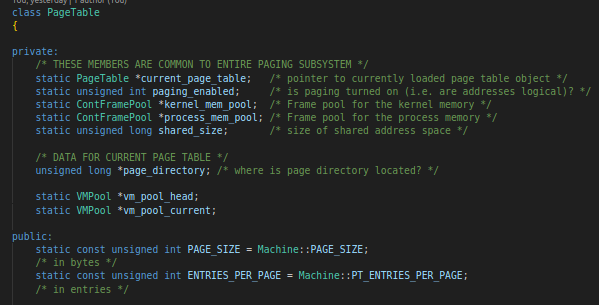 You, yesterday | 1 author (You)
class PageTable
{
private:
/* THESE MEMBERS ARE COMMON TO ENTIRE PAGING SUBSYSTEM */
static PageTable *current_page_table; /* pointer to currently loaded page table object */
static unsigned int paging_enabled; /* is paging turned on (i.e. are addresses logical)? */
static ContFramePool *kernel_mem_pool; /* Frame pool for the kernel memory */
static ContFramePool *process_mem_pool; /* Frame pool for the process memory */
static unsigned long shared_size; /* size of shared address space */
/* DATA FOR CURRENT PAGE TABLE */
unsigned long *page_directory; /* where is page directory located? */
static VMPool *vm_pool_head;
static VMPool *vm_pool_current;
public:
static const unsigned int PAGE_SIZE = Machine::PAGE_SIZE;
/* in bytes */
static const unsigned int ENTRIES_PER_PAGE = Machine::PT_ENTRIES_PER_PAGE;
/* in entries */